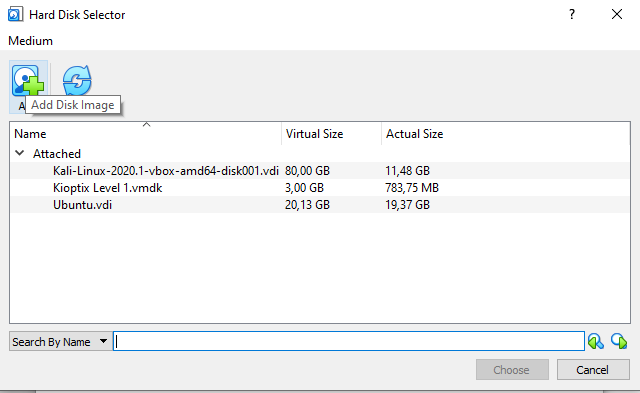 Hard Disk Selector
?
Medium
A
Add Disk Image
Name Virtual Size Actual Size
Attached
Kali-Linux-2020.1-vbox-amd64-disk001.vdi 80,00 GB 11,48 GB
Kioptix Level 1.vmdk 3,00 GB 783,75 MB
Ubuntu.vdi 20,13 GB 19,37 GB
Search By Name
Choose Cancel